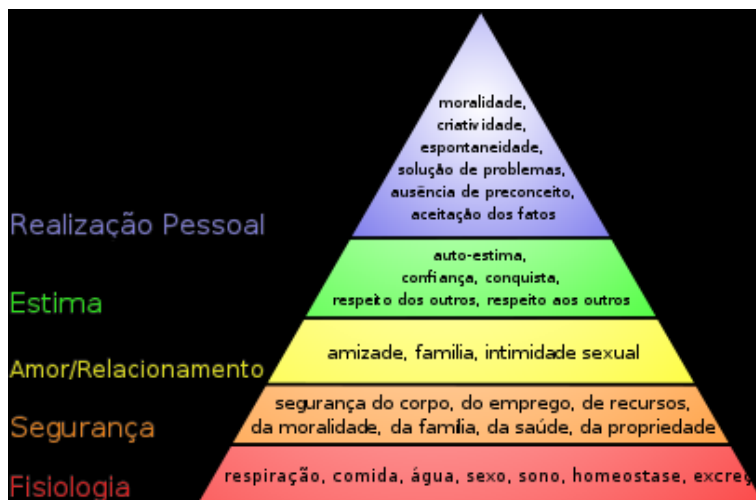 moralidade,
criatividade,
espontaneidade,
solução de problemas,
ausência de preconceito,
aceitação dos fatos
Realização Pessoal
auto-estima,
confiança, conquista,
respeito dos outros, respeito aos outros
Estima
amizade, família, intimidade sexual
Amor/Relacionamento
segurança do corpo, do emprego, de recursos,
da moralidade, da família, da saúde, da propriedade
Segurança
respiração, comida, água, sexo, sono, homeostase, excreç
Fisiologia